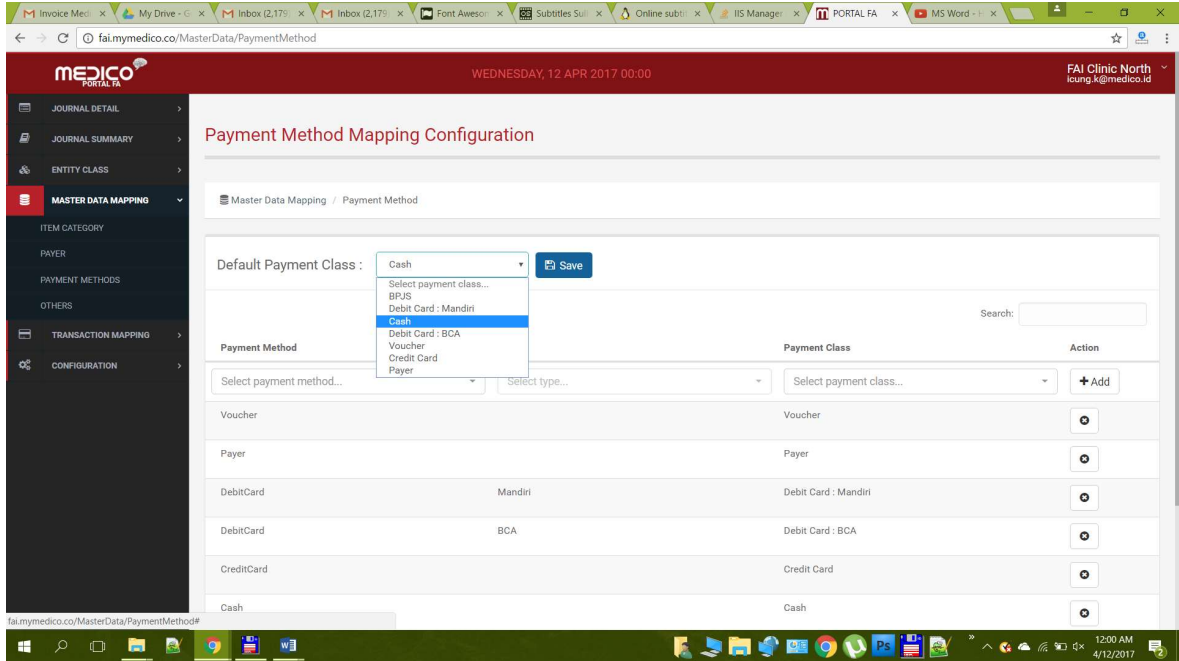 Invoice Medi
My Drive - G
Inbox (2,179)
Inbox (2,179
Font Awesom
Subtitles Sub
Online subtit
IIS Manager
PORTAL FA
MS Word - H
fai.mymedico.co/MasterData/PaymentMethod
MEDICO
PORTAL FA
WEDNESDAY, 12 APR 2017 00:00
FAI Clinic North
icung.k@medico.id
JOURNAL DETAIL
JOURNAL SUMMARY
ENTITY CLASS
MASTER DATA MAPPING
ITEM CATEGORY
PAYER
PAYMENT METHODS
OTHERS
TRANSACTION MAPPING
CONFIGURATION
Payment Method Mapping Configuration
Master Data Mapping / Payment Method
Default Payment Class : Cash Save
Select payment class...
BPJS
Debit Card : Mandiri
Cash
Debit Card : BCA
Voucher
Credit Card
Payer
Search:
Payment Method Payment Class Action
Select payment method... Select type... Select payment class... Add
Voucher Voucher
Payer Payer
DebitCard Mandiri Debit Card : Mandiri
DebitCard BCA Debit Card : BCA
CreditCard Credit Card
Cash Cash
fai.mymedico.co/MasterData/PaymentMethod#
Ps
12:00 AM
4/12/2017